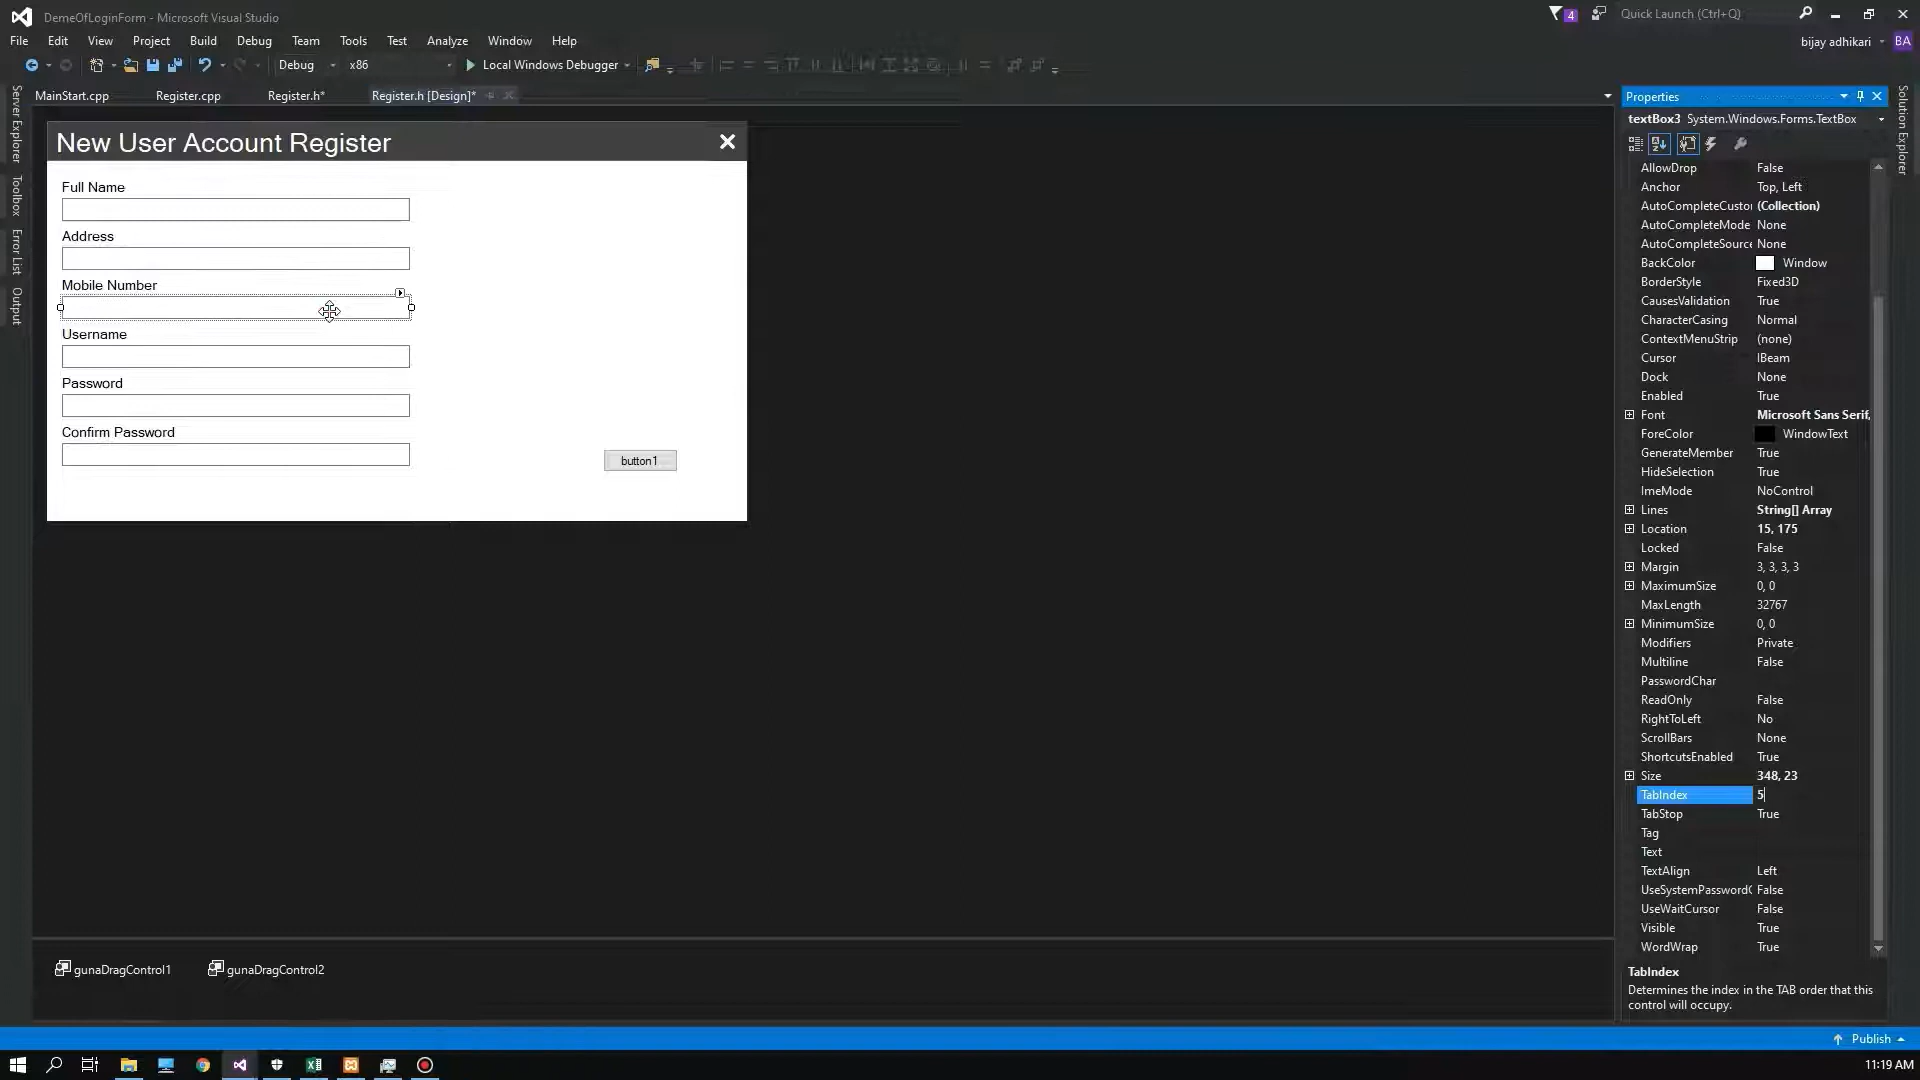 DemeOfLoginForm - Microsoft Visual Studio
4
Quick Launch (Ctrl+Q)
File Edit View Project Build Debug Team Tools Test Analyze Window Help
bijay adhikari BA
Debug x86 Local Windows Debugger
MainStart.cpp Register.cpp Register.h* Register.h [Design]*
Server Explorer
Toolbox
Error List
Output
New User Account Register
Full Name
Address
Mobile Number
Username
Password
Confirm Password
button1
gunaDragControl1 gunaDragControl2
Properties
textBox3 System.Windows.Forms.TextBox
AllowDrop False
Anchor Top, Left
AutoCompleteCusto (Collection)
AutoCompleteMode None
AutoCompleteSource None
BackColor Window
BorderStyle Fixed3D
CausesValidation True
CharacterCasing Normal
ContextMenuStrip (none)
Cursor IBeam
Dock None
Enabled True
Font Microsoft Sans Serif,
ForeColor WindowText
GenerateMember True
HideSelection True
ImeMode NoControl
Lines String[] Array
Location 15, 175
Locked False
Margin 3, 3, 3, 3
MaximumSize 0, 0
MaxLength 32767
MinimumSize 0, 0
Modifiers Private
Multiline False
PasswordChar
ReadOnly False
RightToLeft No
ScrollBars None
ShortcutsEnabled True
Size 348, 23
TabIndex 5
TabStop True
Tag
Text
TextAlign Left
UseSystemPasswordC False
UseWaitCursor False
Visible True
WordWrap True
TabIndex
Determines the index in the TAB order that this
control will occupy.
Solution Explorer
Publish
11:19 AM